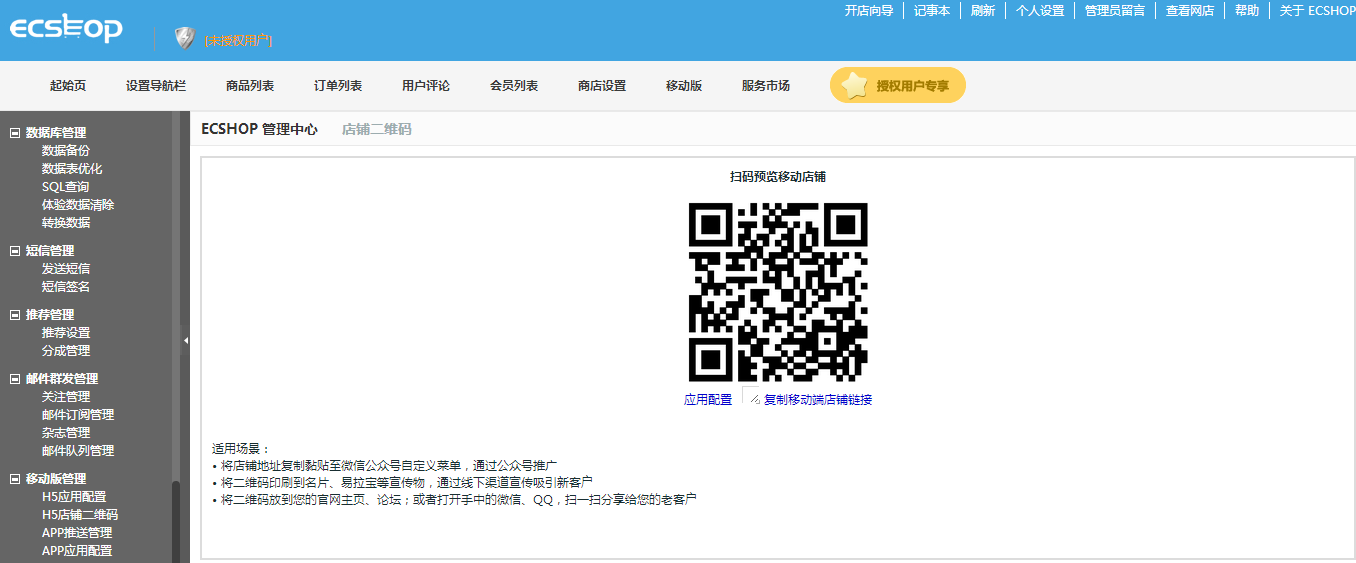 ecshop
[未授权用户]
开店向导 记事本 刷新 个人设置 管理员留言 查看网店 帮助 关于 ECSHOP
起始页 设置导航栏 商品列表 订单列表 用户评论 会员列表 商店设置 移动版 服务市场 授权用户专享
数据库管理
数据备份
数据表优化
SQL查询
体验数据清除
转换数据
短信管理
发送短信
短信签名
推荐管理
推荐设置
分成管理
邮件群发管理
关注管理
邮件订阅管理
杂志管理
邮件队列管理
移动版管理
H5应用配置
H5店铺二维码
APP推送管理
APP应用配置
ECSHOP 管理中心 店铺二维码
扫码预览移动店铺
应用配置 复制移动端店铺链接
适用场景：
• 将店铺地址复制黏贴至微信公众号自定义菜单，通过公众号推广
• 将二维码印刷到名片、易拉宝等宣传物，通过线下渠道宣传吸引新客户
• 将二维码放到您的官网主页、论坛；或者打开手中的微信、QQ，扫一扫分享给您的老客户